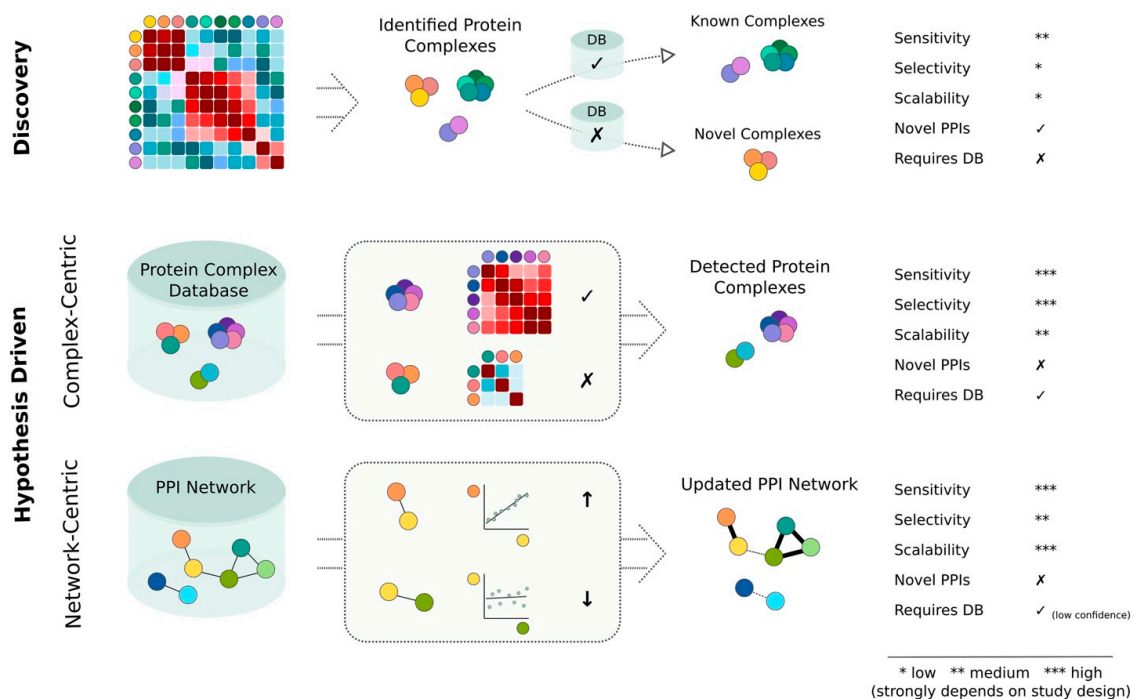 Discovery
Identified Protein
Complexes
DB
✓
DB
✗
Known Complexes
Novel Complexes
Sensitivity **
Selectivity *
Scalability *
Novel PPIs ✓
Requires DB ✗
Hypothesis Driven
Complex-Centric
Protein Complex
Database
✓
✗
Detected Protein
Complexes
Sensitivity ***
Selectivity ***
Scalability **
Novel PPIs ✗
Requires DB ✓
Network-Centric
PPI Network
↑
↓
Updated PPI Network
Sensitivity ***
Selectivity **
Scalability ***
Novel PPIs ✗
Requires DB ✓ (low confidence)
* low ** medium *** high
(strongly depends on study design)